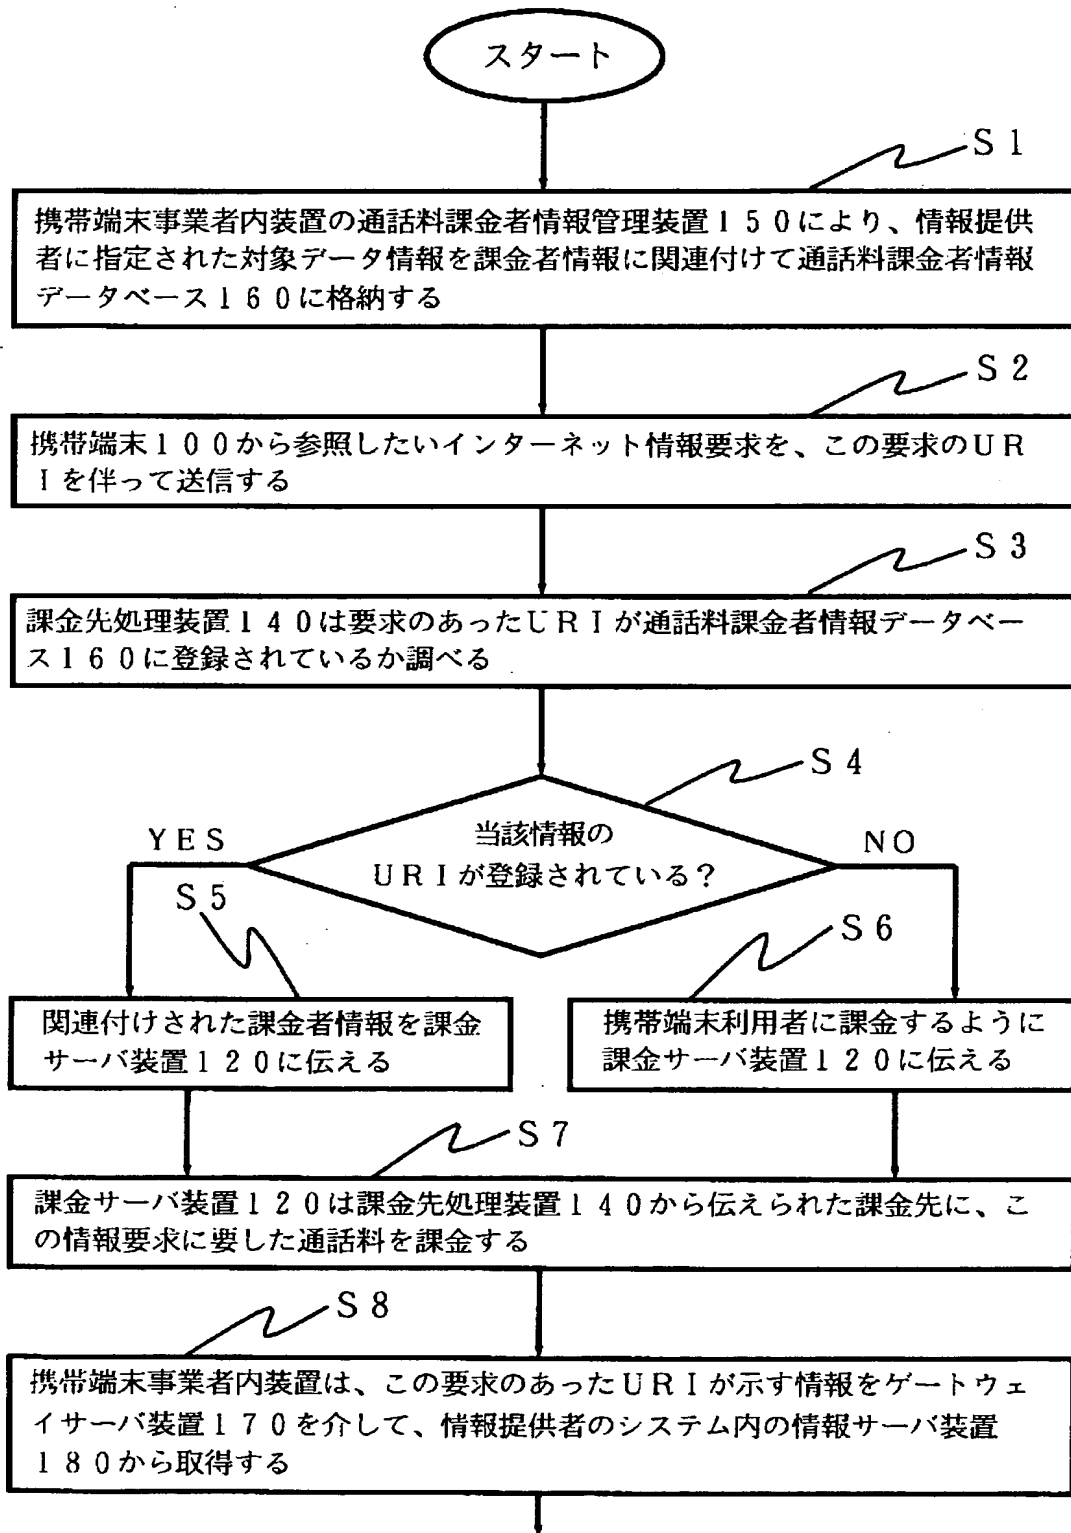 スタート
S1
携帯端末事業者内装置の通話料課金者情報管理装置150により、情報提供
者に指定された対象データ情報を課金者情報に関連付けて通話料課金者情報
データベース160に格納する
S2
携帯端末100から参照したいインターネット情報要求を、この要求のUR
Iを伴って送信する
S3
課金先処理装置140は要求のあったURIが通話料課金者情報データベー
ス160に登録されているか調べる
S4
当該情報の
URIが登録されている?
YES
NO
S5
S6
関連付けされた課金者情報を課金
サーバ装置120に伝える
携帯端末利用者に課金するように
課金サーバ装置120に伝える
S7
課金サーバ装置120は課金先処理装置140から伝えられた課金先に、こ
の情報要求に要した通話料を課金する
S8
携帯端末事業者内装置は、この要求のあったURIが示す情報をゲートウェ
イサーバ装置170を介して、情報提供者のシステム内の情報サーバ装置
180から取得する